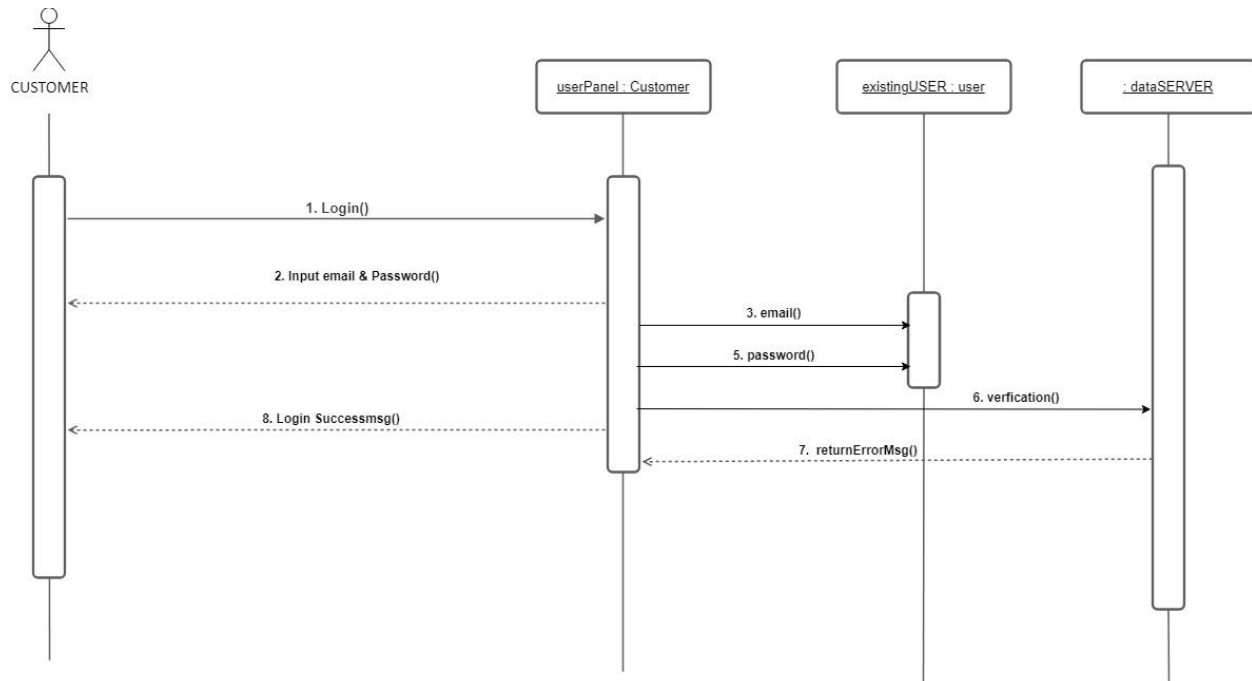 CUSTOMER
userPanel : Customer
existingUSER : user
: dataSERVER
1. Login()
2. Input email & Password()
3. email()
5. password()
6. verfication()
8. Login Successmsg()
7. returnErrorMsg()